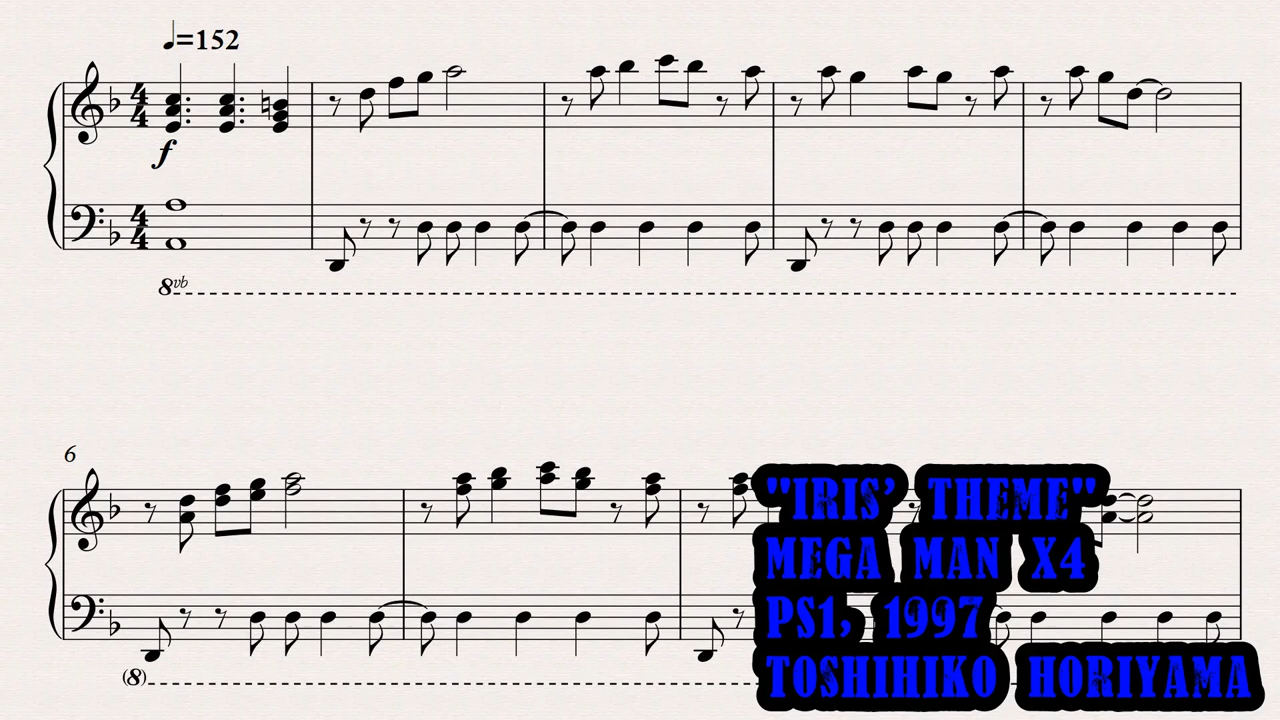 ♩=152
f
8vb
6
(8)
"IRIS' THEME"
MEGA MAN X4
PS1, 1997
TOSHIHIKO HORIYAMA